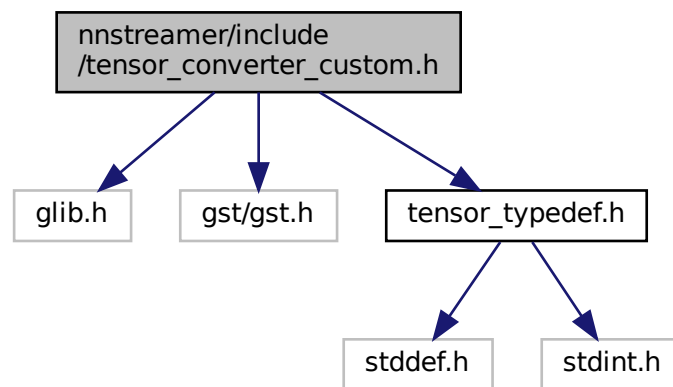 nnstreamer/include
/tensor_converter_custom.h
glib.h
gst/gst.h
tensor_typedef.h
stddef.h
stdint.h